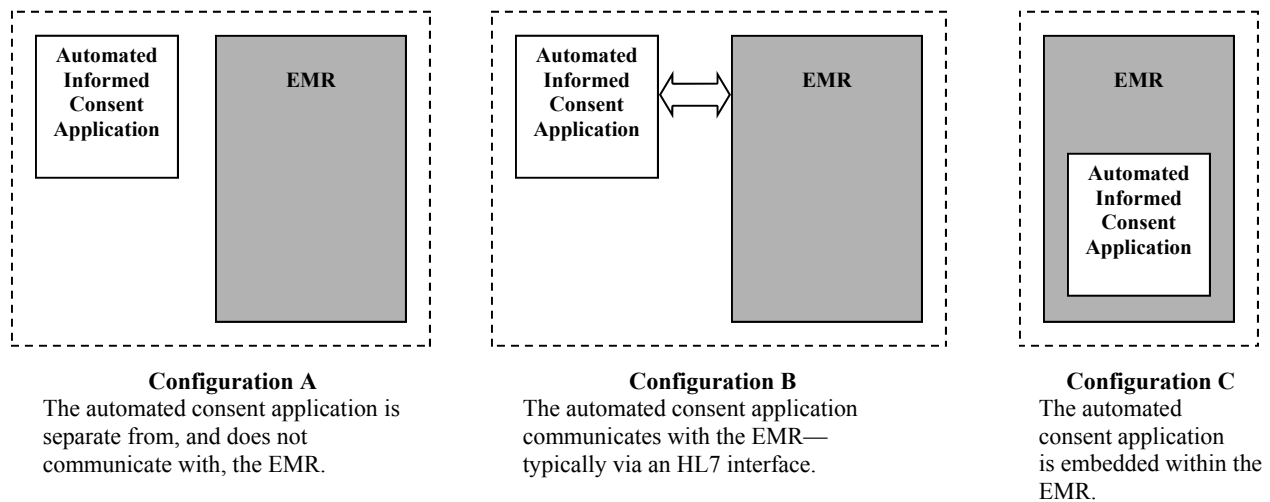 Automated
Informed
Consent
Application
EMR
Automated
Informed
Consent
Application
EMR
EMR
Automated
Informed
Consent
Application
Configuration A
The automated consent application is
separate from, and does not
communicate with, the EMR.
Configuration B
The automated consent application
communicates with the EMR—
typically via an HL7 interface.
Configuration C
The automated
consent application
is embedded within the
EMR.